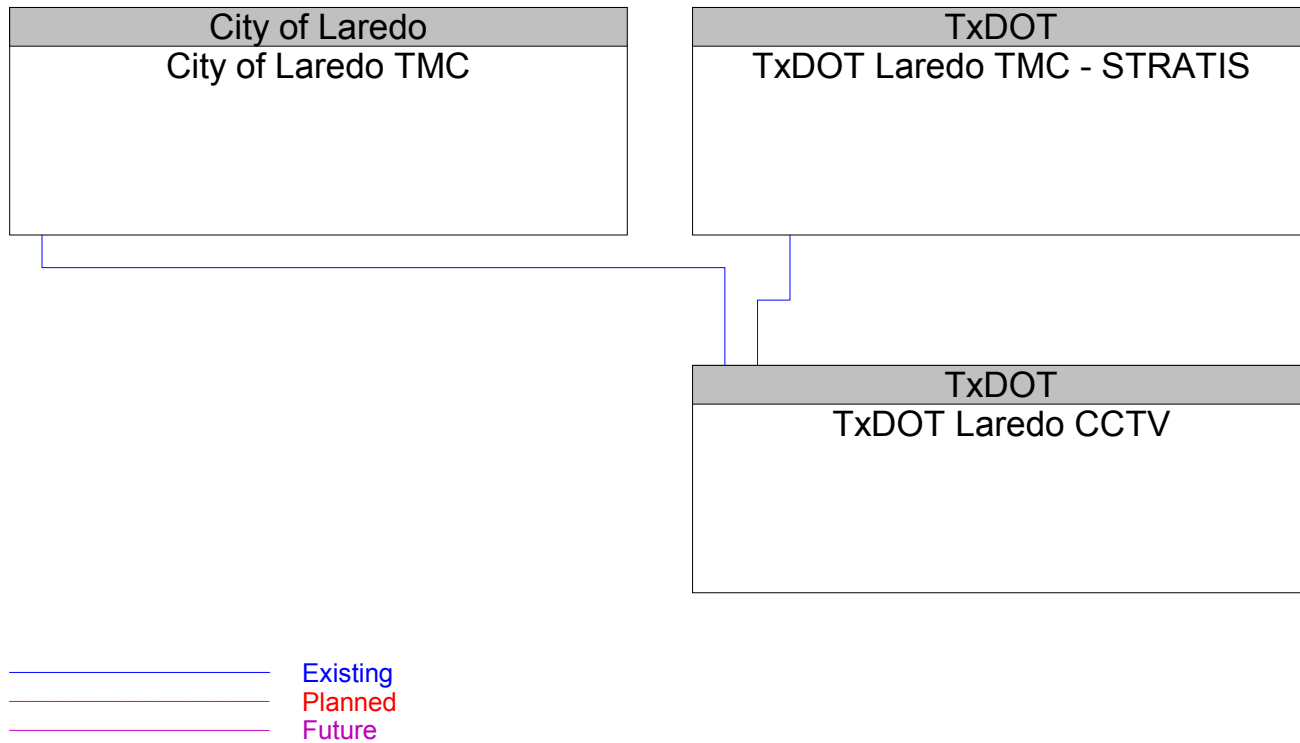 City of Laredo
City of Laredo TMC
TxDOT
TxDOT Laredo TMC - STRATIS
TxDOT
TxDOT Laredo CCTV
Existing
Planned
Future